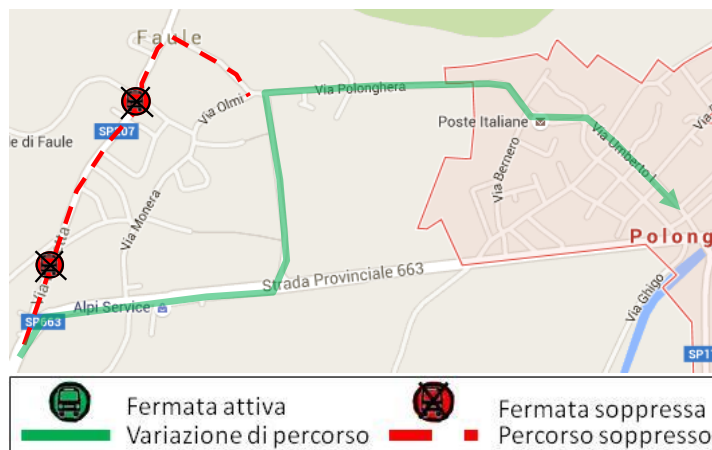 Faule
Via Polonghera
Via Olmi
Poste Italiane
SP307
e di Faule
Via Umberto I
Via Bernero
Via Monera
Polong
Strada Provinciale 663
Via Ghigo
Alpi Service
SP663
SP1
Fermata attiva
Fermata soppressa
Variazione di percorso
Percorso soppresso